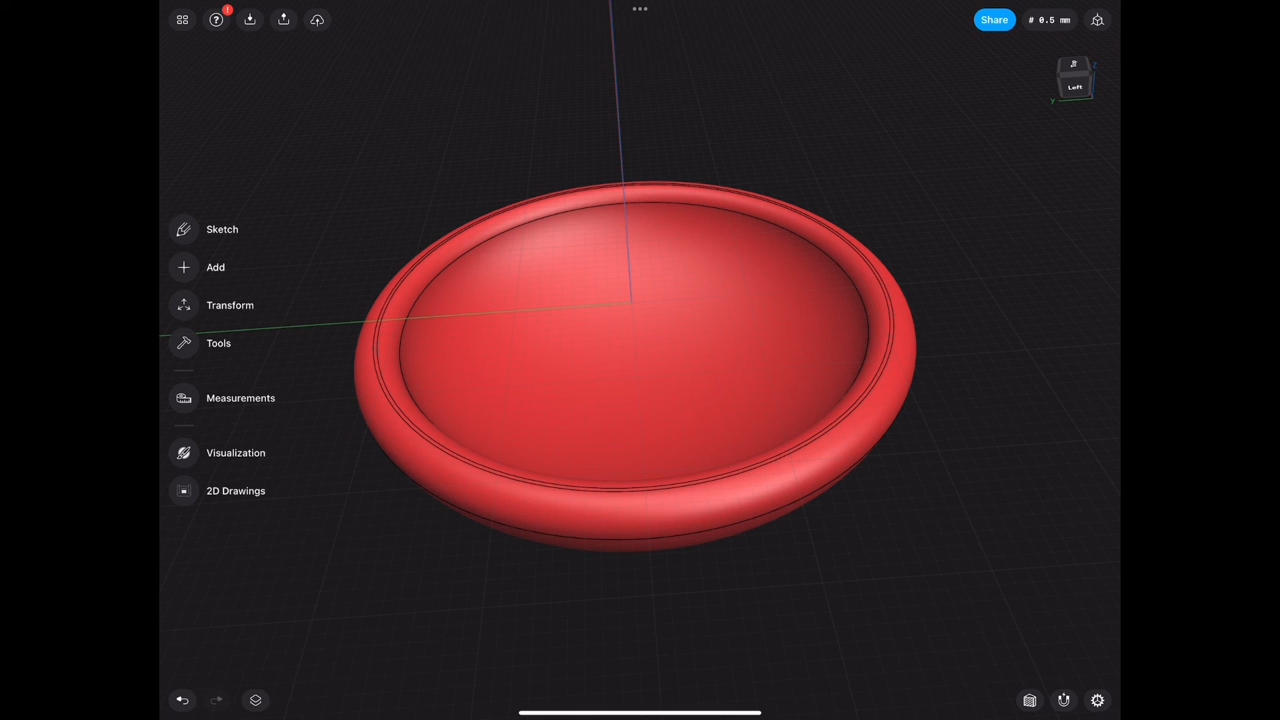 !
Share
# 0.5 mm
Z
Left
Y
Sketch
Add
Transform
Tools
Measurements
Visualization
2D Drawings